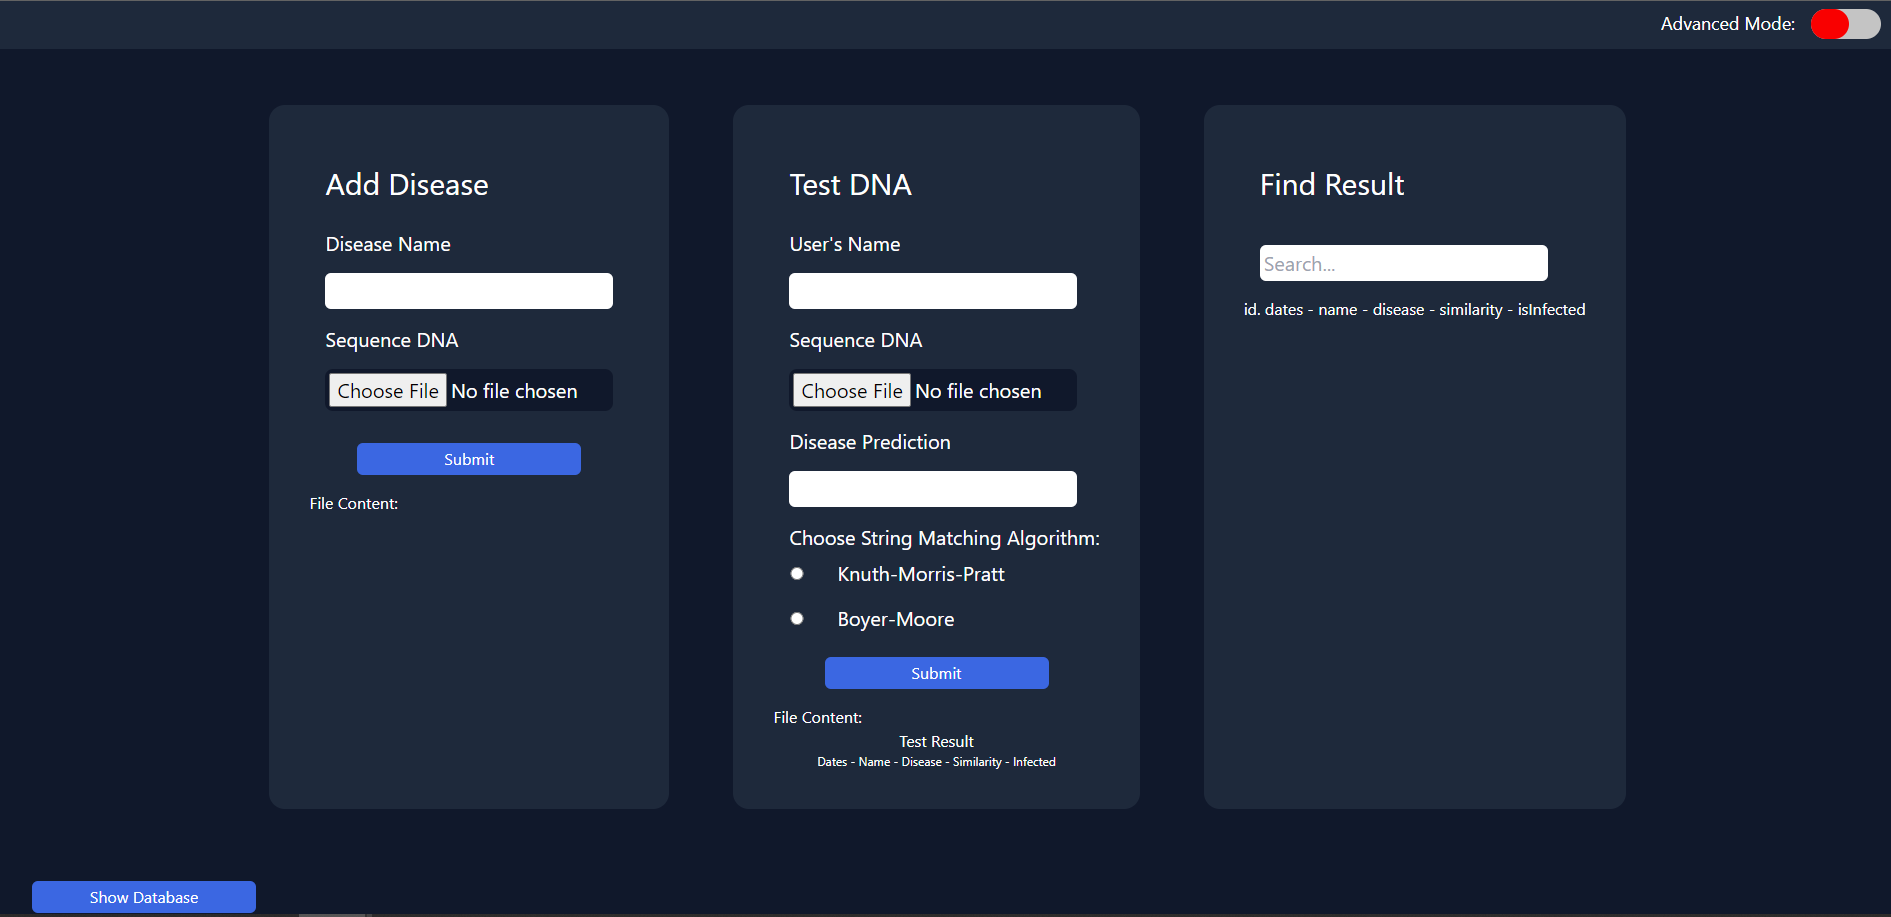 Advanced Mode:
Add Disease
Disease Name
Sequence DNA
Choose File No file chosen
Submit
File Content:
Test DNA
User's Name
Sequence DNA
Choose File No file chosen
Disease Prediction
Choose String Matching Algorithm:
Knuth-Morris-Pratt
Boyer-Moore
Submit
File Content:
Test Result
Dates - Name - Disease - Similarity - Infected
Find Result
Search...
id. dates - name - disease - similarity - isInfected
Show Database